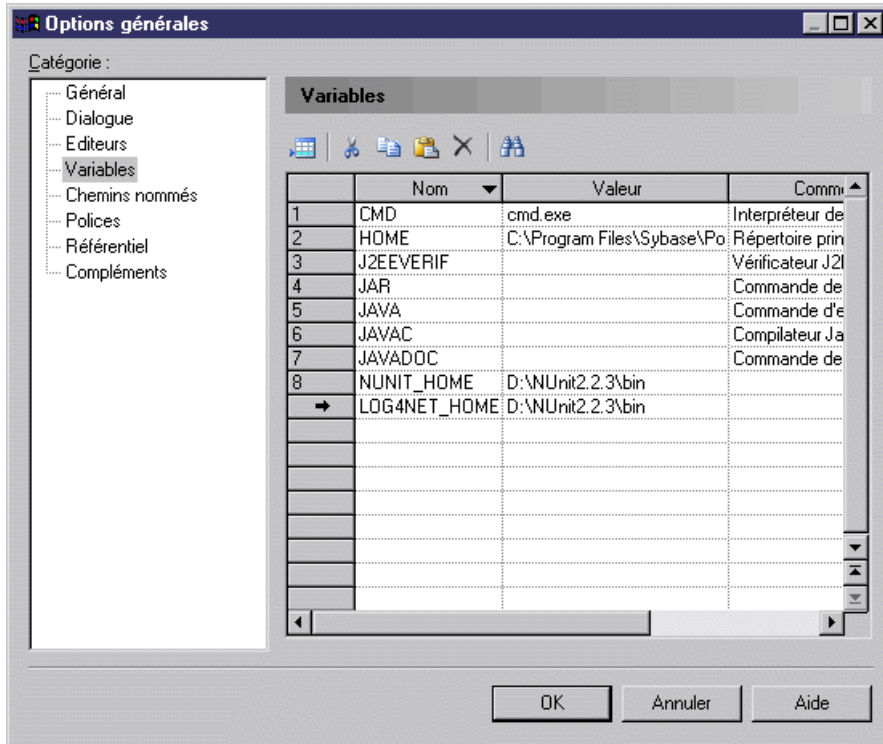 Options générales
Catégorie :
Général
Dialogue
Editeurs
Variables
Chemins nommés
Polices
Référentiel
Compléments
Variables
Nom Valeur Comm
1 CMD cmd.exe Interpréteur de
2 HOME C:\Program Files\Sybase\Po Répertoire prin
3 J2EEVERIF Vérificateur J2
4 JAR Commande de
5 JAVA Commande d'e
6 JAVAC Compilateur Ja
7 JAVADOC Commande de
8 NUNIT_HOME D:\NUnit2.2.3\bin
LOG4NET_HOME D:\NUnit2.2.3\bin
OK Annuler Aide